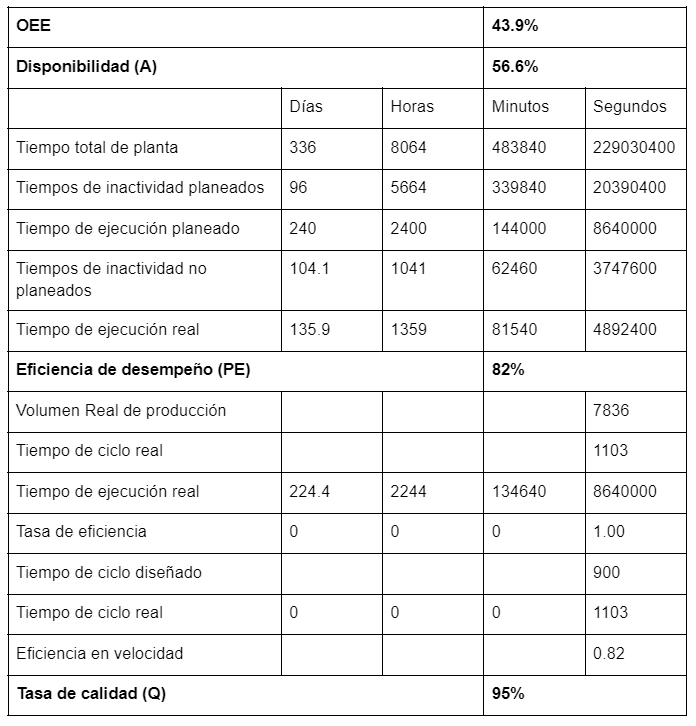 OEE 43.9%
Disponibilidad (A) 56.6%
Días Horas Minutos Segundos
Tiempo total de planta 336 8064 483840 229030400
Tiempos de inactividad planeados 96 5664 339840 20390400
Tiempo de ejecución planeado 240 2400 144000 8640000
Tiempos de inactividad no
planeados 104.1 1041 62460 3747600
Tiempo de ejecución real 135.9 1359 81540 4892400
Eficiencia de desempeño (PE) 82%
Volumen Real de producción 7836
Tiempo de ciclo real 1103
Tiempo de ejecución real 224.4 2244 134640 8640000
Tasa de eficiencia 0 0 0 1.00
Tiempo de ciclo diseñado 900
Tiempo de ciclo real 0 0 0 1103
Eficiencia en velocidad 0.82
Tasa de calidad (Q) 95%